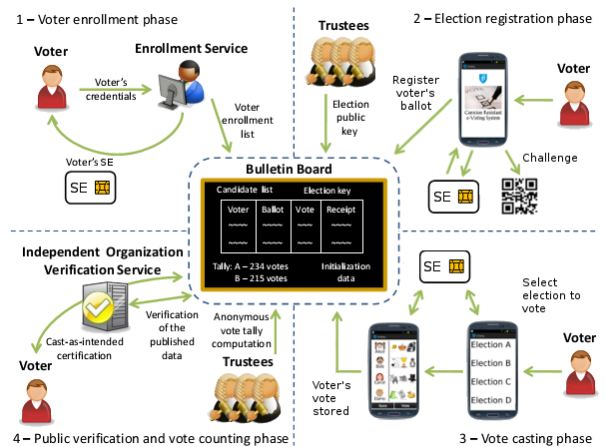 1 – Voter enrollment phase
Voter
Enrollment Service
Voter's
credentials
Voter
enrollment
list
Voter's SE
SE
Trustees
Election
public
key
2 – Election registration phase
Voter
Register
voter's
ballot
Challenge
SE
Bulletin Board
Candidate list Election key
Voter Ballot Vote Receipt
Tally: A – 234 votes
B – 215 votes
Initialization
data
Independent Organization
Verification Service
Cast-as-intended
certification
Verification
of the
published
data
Voter
Anonymous
vote tally
computation
Trustees
4 – Public verification and vote counting phase
SE
Select
election to
vote
Voter
Election A
Election B
Election C
Election D
Voter's
vote
stored
3 – Vote casting phase